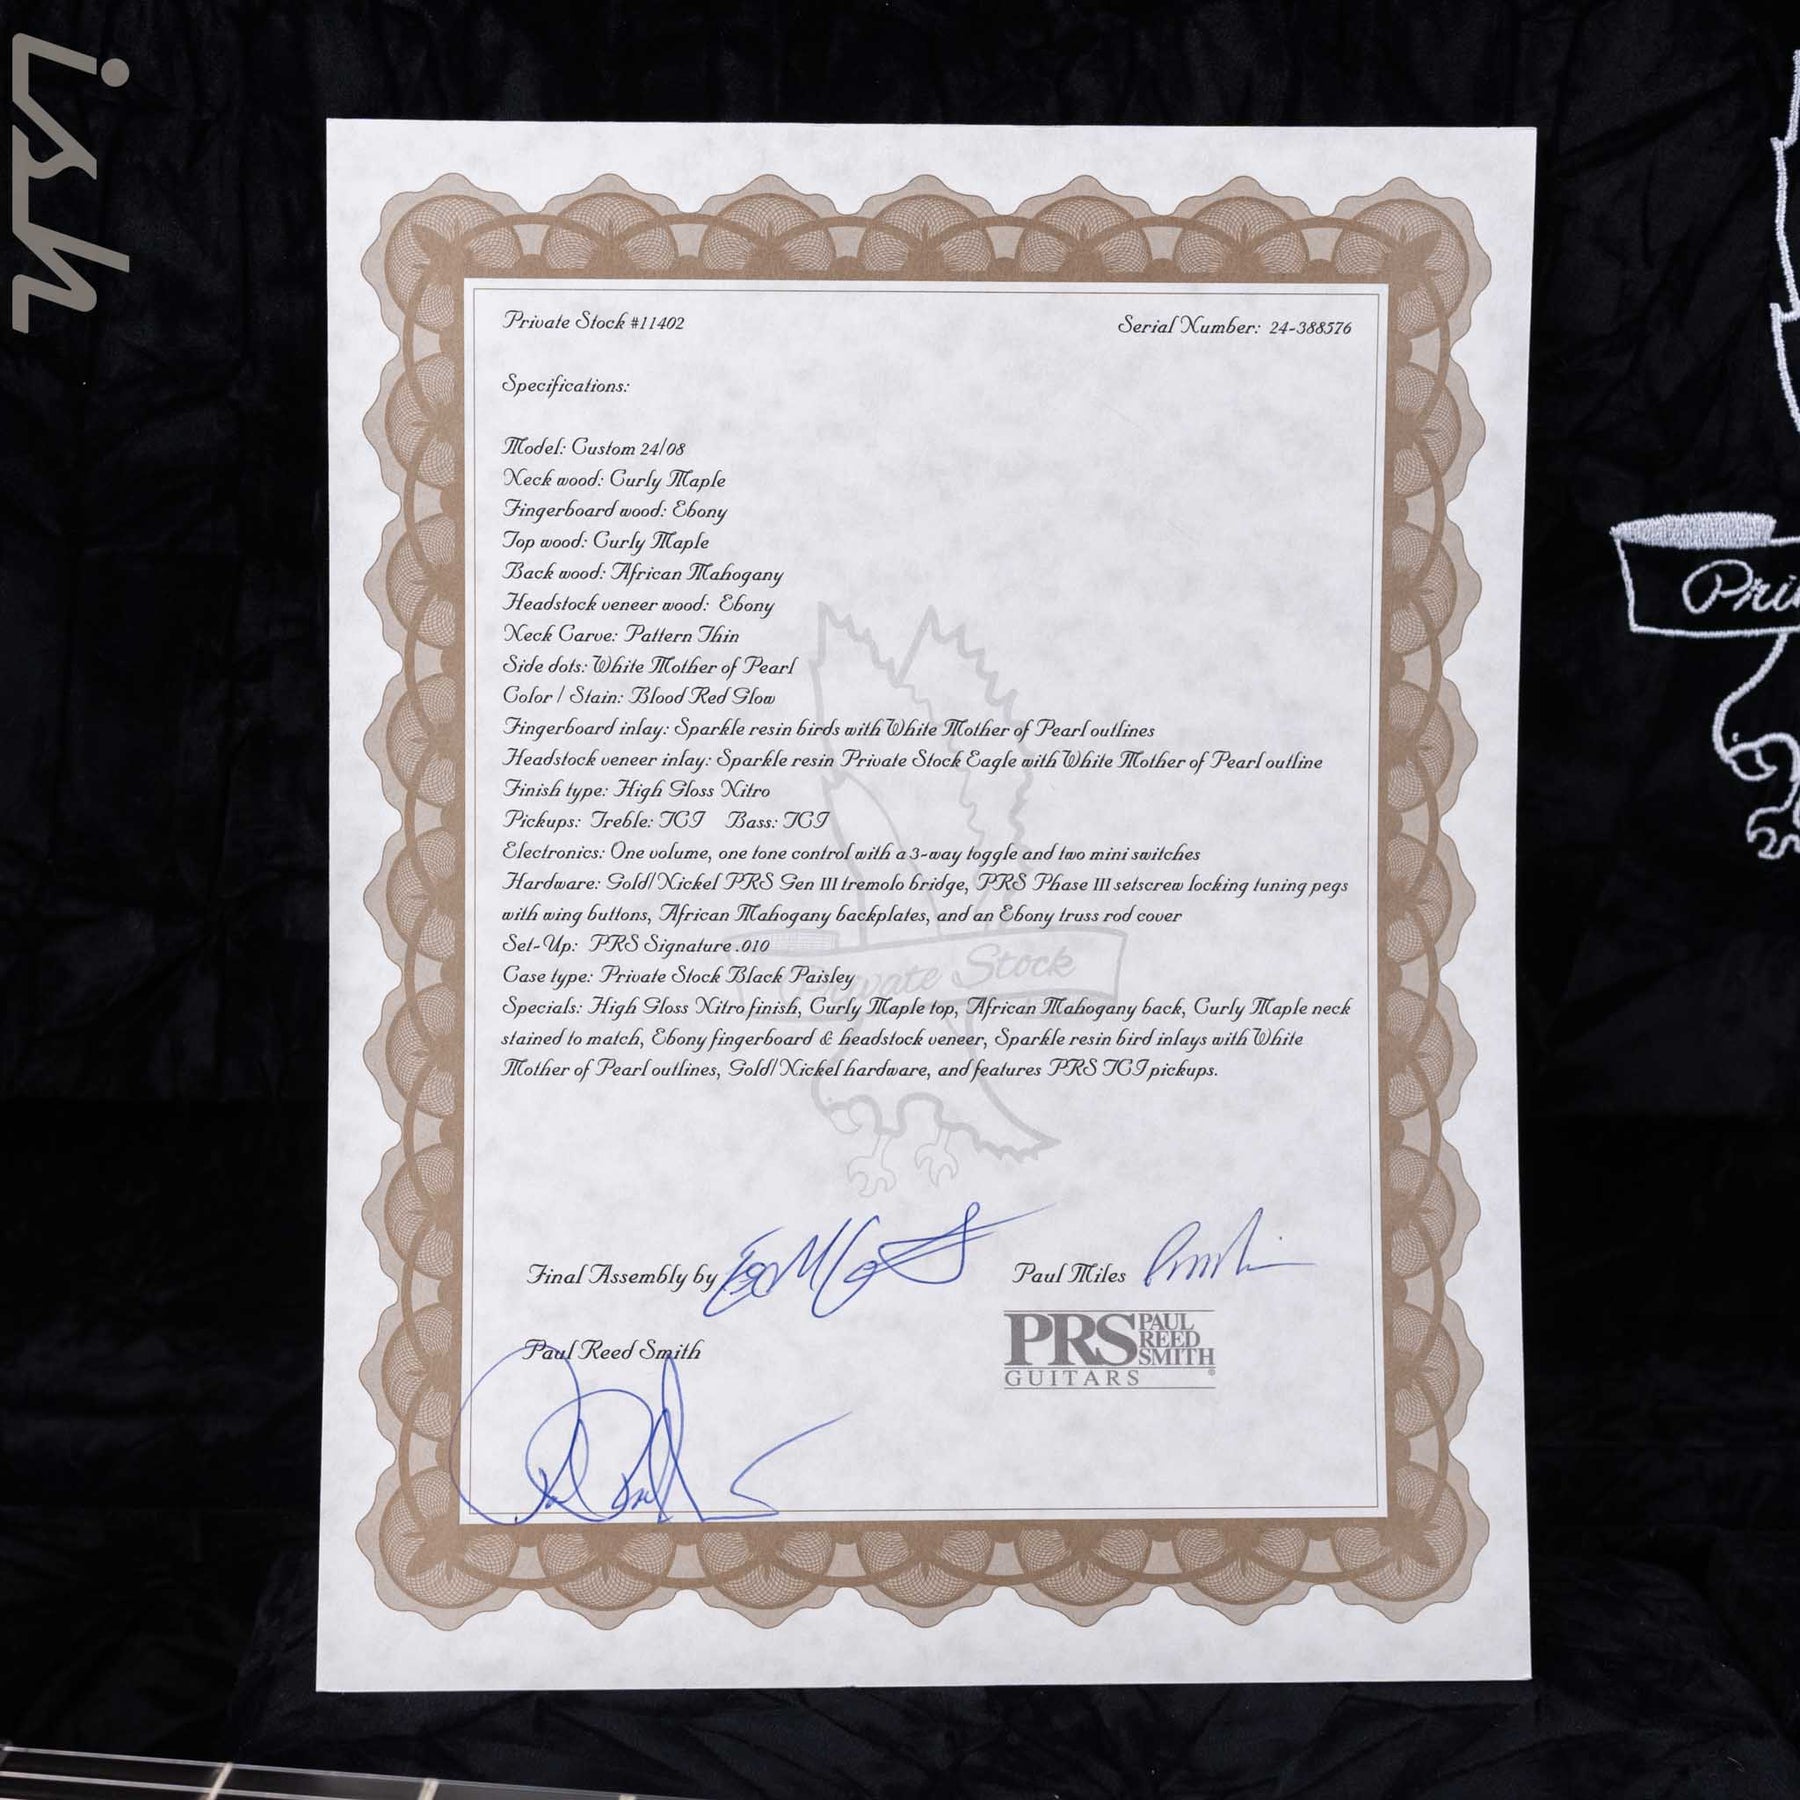 ish
Private Stock #11402
Serial Number: 24-388576
Specifications:
Model: Custom 24/08
Neck wood: Curly Maple
Fingerboard wood: Ebony
Top wood: Curly Maple
Back wood: African Mahogany
Headstock veneer wood: Ebony
Neck Carve: Pattern Thin
Side dots: White Mother of Pearl
Color / Stain: Blood Red Glow
Fingerboard inlay: Sparkle resin birds with White Mother of Pearl outlines
Headstock veneer inlay: Sparkle resin Private Stock Eagle with White Mother of Pearl outline
Finish type: High Gloss Nitro
Pickups: Treble: TCI Bass: TCI
Electronics: One volume, one tone control with a 3-way toggle and two mini switches
Hardware: Gold/Nickel PRS Gen III tremolo bridge, PRS Phase III setscrew locking tuning pegs
with wing buttons, African Mahogany backplates, and an Ebony truss rod cover
Set-Up: PRS Signature .010
Case type: Private Stock Black Paisley
Specials: High Gloss Nitro finish, Curly Maple top, African Mahogany back, Curly Maple neck
stained to match, Ebony fingerboard & headstock veneer, Sparkle resin bird inlays with White
Mother of Pearl outlines, Gold/Nickel hardware, and features PRS TCI pickups.
Private Stock
Final Assembly by
Paul Miles
Paul Reed Smith
PRS PAUL
REED
SMITH
GUITARS
Pri